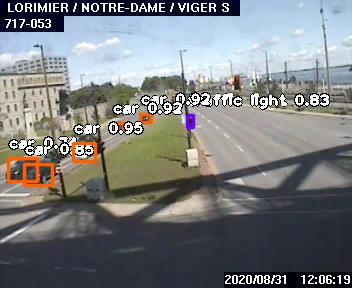 LORIMIER / NOTRE-DAME / VIGER S
717-053
car 0.92
traffic light 0.83
car 0.92
car 0.95
car 0.85
2020/08/31 12:06:19